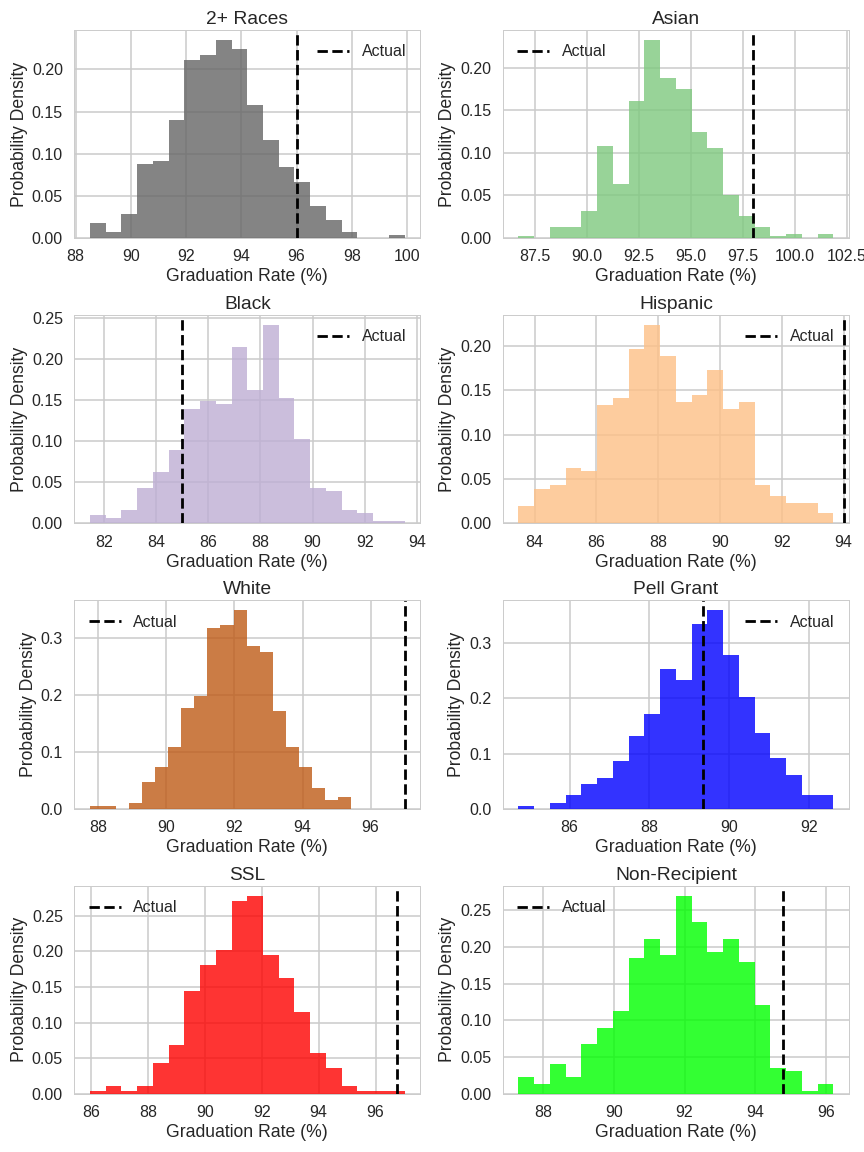 2+ Races
Probability Density
0.20
0.15
0.10
0.05
0.00
Actual
88 90 92 94 96 98 100
Graduation Rate (%)
Asian
Probability Density
0.20
0.15
0.10
0.05
0.00
Actual
87.5 90.0 92.5 95.0 97.5 100.0 102.5
Graduation Rate (%)
Black
Probability Density
0.25
0.20
0.15
0.10
0.05
0.00
Actual
82 84 86 88 90 92 94
Graduation Rate (%)
Hispanic
Probability Density
0.20
0.15
0.10
0.05
0.00
Actual
84 86 88 90 92 94
Graduation Rate (%)
White
Probability Density
0.3
0.2
0.1
0.0
Actual
88 90 92 94 96
Graduation Rate (%)
Pell Grant
Probability Density
0.3
0.2
0.1
0.0
Actual
86 88 90 92
Graduation Rate (%)
SSL
Probability Density
0.25
0.20
0.15
0.10
0.05
0.00
Actual
86 88 90 92 94 96
Graduation Rate (%)
Non-Recipient
Probability Density
0.25
0.20
0.15
0.10
0.05
0.00
Actual
88 90 92 94 96
Graduation Rate (%)